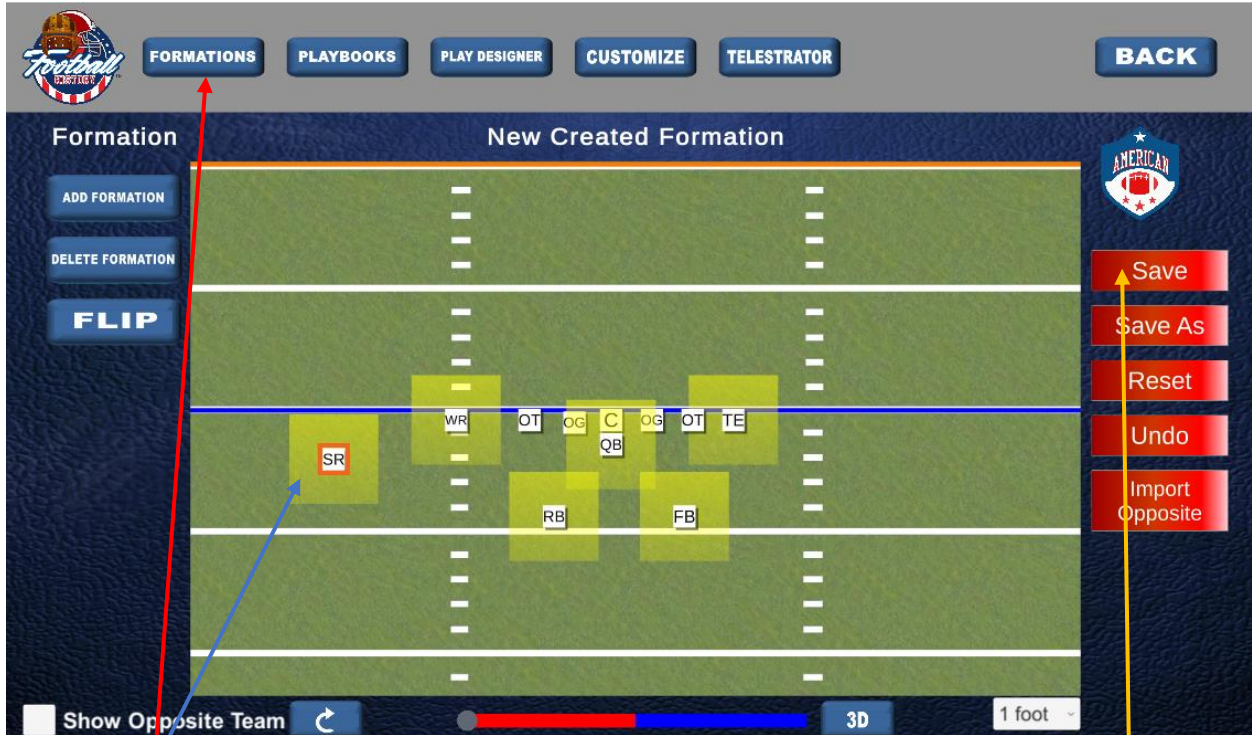 Football
HISTORY
FORMATIONS
PLAYBOOKS
PLAY DESIGNER
CUSTOMIZE
TELESTRATOR
BACK
Formation
New Created Formation
AMERICAN
ADD FORMATION
DELETE FORMATION
FLIP
Save
Save As
Reset
Undo
Import
Opposite
WR OT OG C OG OT TE
QB
SR
RB FB
Show Opposite Team
3D
1 foot